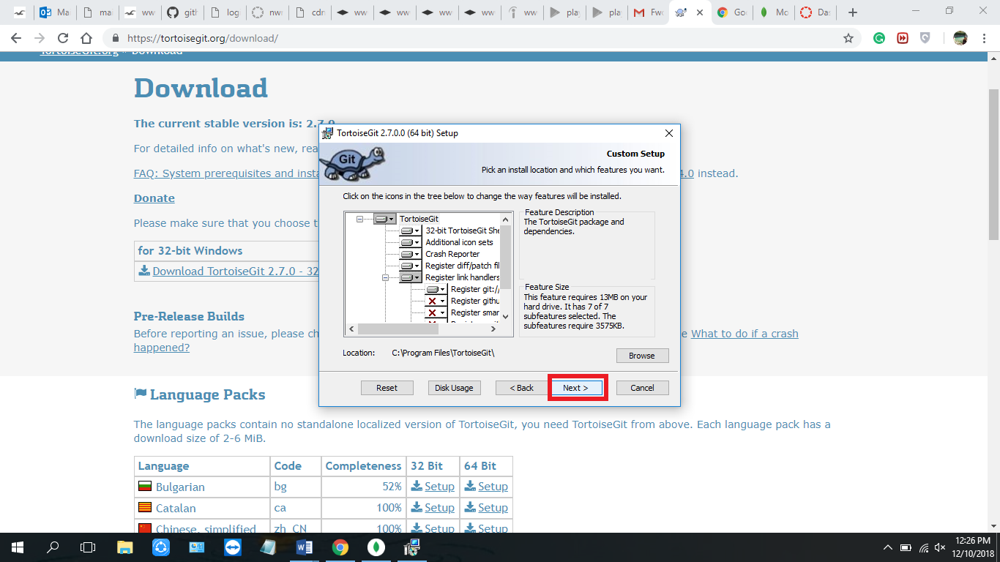 Ma
ma
ww
gith
log
nw
cdn
ww
ww
ww
ww
ww
play
pla
Fw
Go
Mo
Da
https://tortoisegit.org/download/
TortoiseGit.org » Download
Download
The current stable version is: 2.7.0
For detailed info on what's new, rea
FAQ: System prerequisites and insta
4.0 instead.
Donate
Please make sure that you choose t
for 32-bit Windows
Download TortoiseGit 2.7.0 - 32
Pre-Release Builds
Before reporting an issue, please ch
e What to do if a crash
happened?
TortoiseGit 2.7.0.0 (64 bit) Setup
Git
Custom Setup
Pick an install location and which features you want.
Click on the icons in the tree below to change the way features will be installed.
TortoiseGit
32-bit TortoiseGit She
Additional icon sets
Crash Reporter
Register diff/patch fil
Register link handlers
Register git://
Register githu
Register smar
Feature Description
The TortoiseGit package and
dependencies.
Feature Size
This feature requires 13MB on your
hard drive. It has 7 of 7
subfeatures selected. The
subfeatures require 3575KB.
Location: C:\Program Files\TortoiseGit\
Browse
Reset Disk Usage < Back Next > Cancel
Language Packs
The language packs contain no standalone localized version of TortoiseGit, you need TortoiseGit from above. Each language pack has a
download size of 2-6 MiB.
Language Code Completeness 32 Bit 64 Bit
Bulgarian bg 52% Setup Setup
Catalan ca 100% Setup Setup
Chinese, simplified zh_CN 100% Setup Setup
12:26 PM
12/10/2018